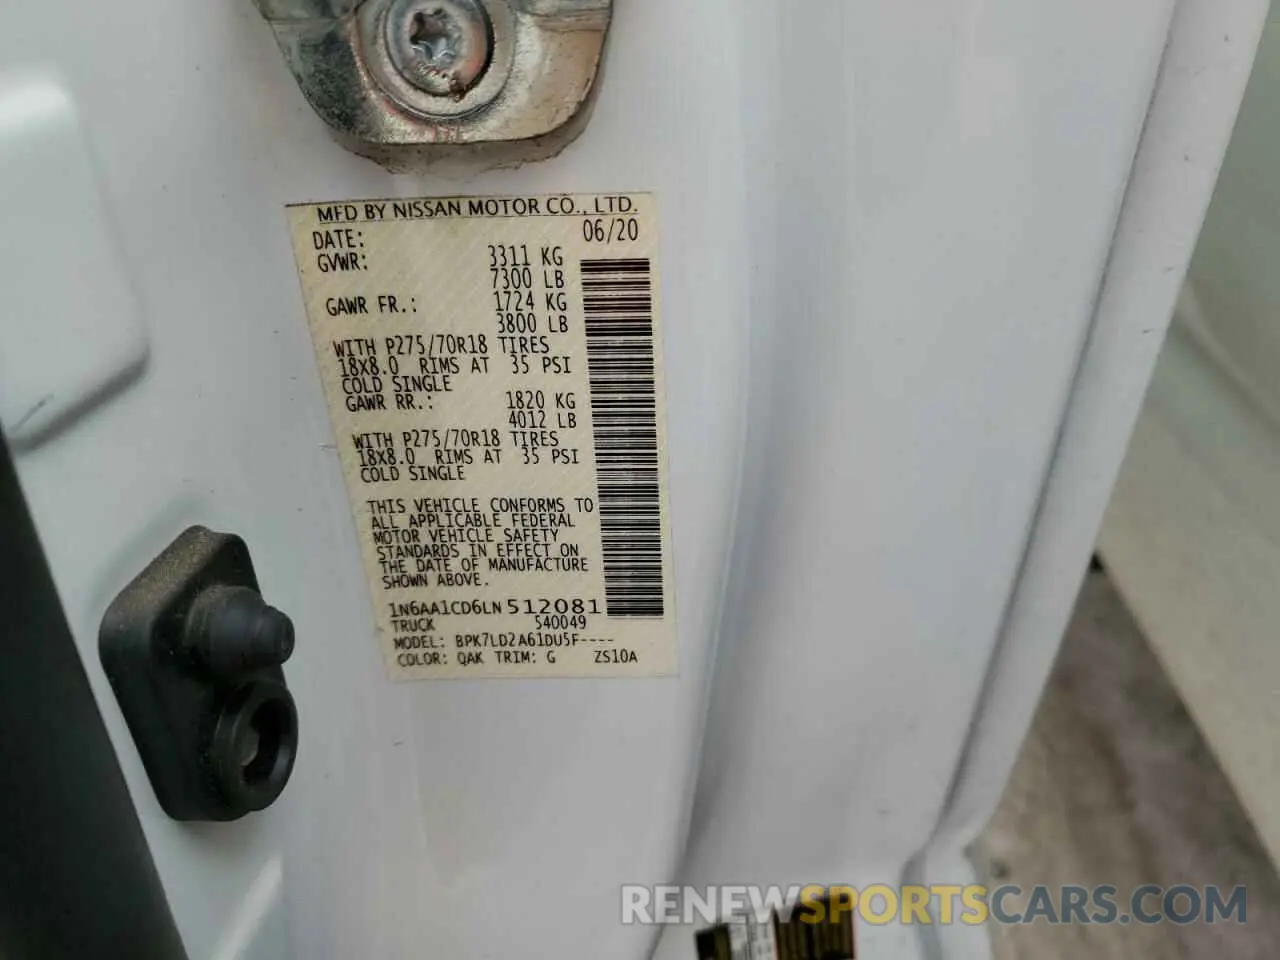 MFD BY NISSAN MOTOR CO., LTD.
DATE: 06/20
GVWR: 3311 KG
7300 LB
GAWR FR.: 1724 KG
3800 LB
WITH P275/70R18 TIRES
18X8.0 RIMS AT 35 PSI
COLD SINGLE
GAWR RR.: 1820 KG
4012 LB
WITH P275/70R18 TIRES
18X8.0 RIMS AT 35 PSI
COLD SINGLE
THIS VEHICLE CONFORMS TO
ALL APPLICABLE FEDERAL
MOTOR VEHICLE SAFETY
STANDARDS IN EFFECT ON
THE DATE OF MANUFACTURE
SHOWN ABOVE.
1N6AA1CD6LN512081
TRUCK 540049
MODEL: BPK7LD2A61DU5F----
COLOR: QAK TRIM: G ZS10A
RENEWSPORTSCARS.COM